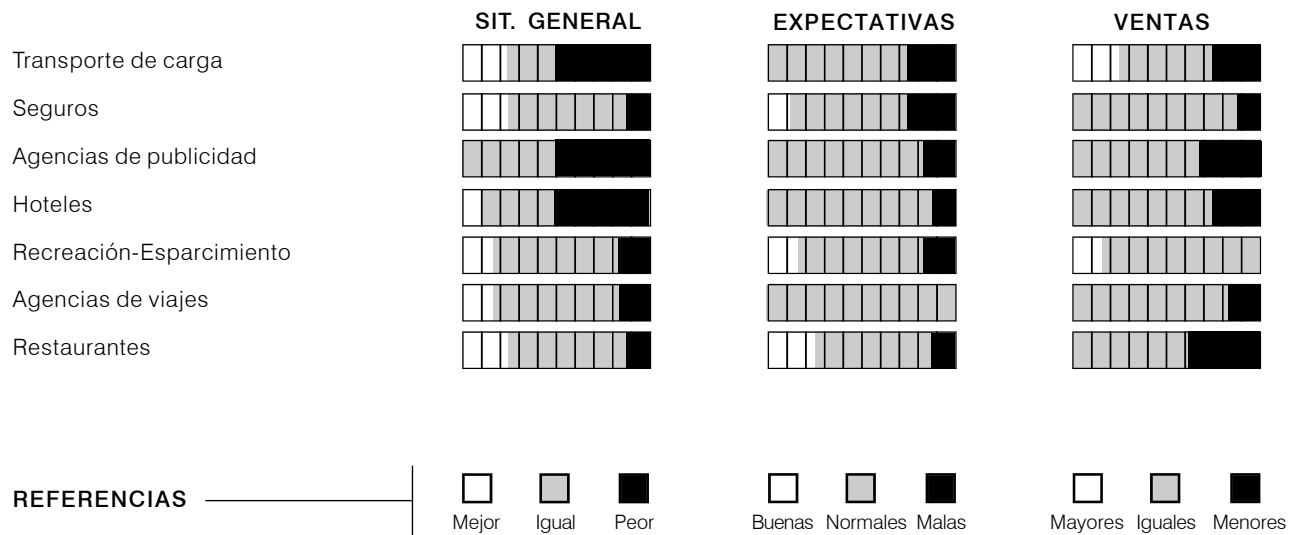 SIT. GENERAL EXPECTATIVAS VENTAS
Transporte de carga
Seguros
Agencias de publicidad
Hoteles
Recreación-Esparcimiento
Agencias de viajes
Restaurantes
REFERENCIAS
Mejor Igual Peor Buenas Normales Malas Mayores Iguales Menores